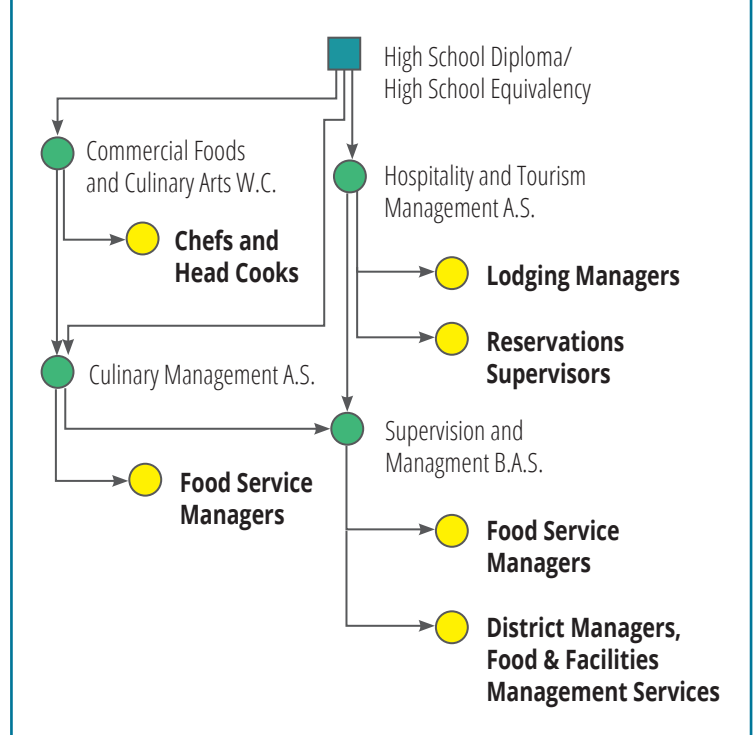 High School Diploma/
High School Equivalency
Commercial Foods
and Culinary Arts W.C.
Hospitality and Tourism
Management A.S.
Chefs and
Head Cooks
Lodging Managers
Reservations
Supervisors
Culinary Management A.S.
Supervision and
Managment B.A.S.
Food Service
Managers
Food Service
Managers
District Managers,
Food & Facilities
Management Services